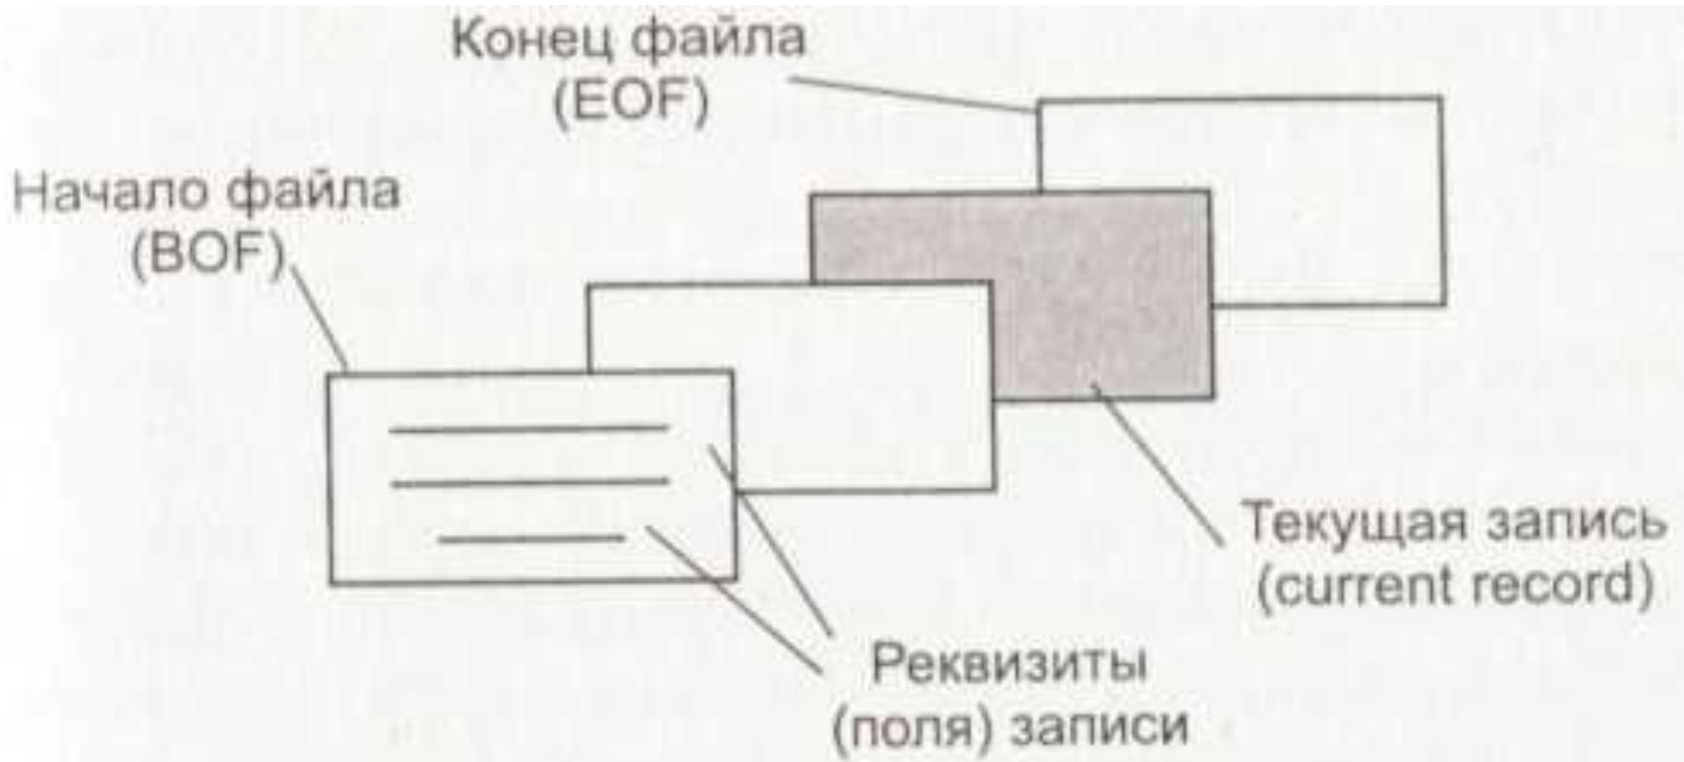 Конец файла
(EOF)
Начало файла
(BOF)
Текущая запись
(current record)
Реквизиты
(поля) записи